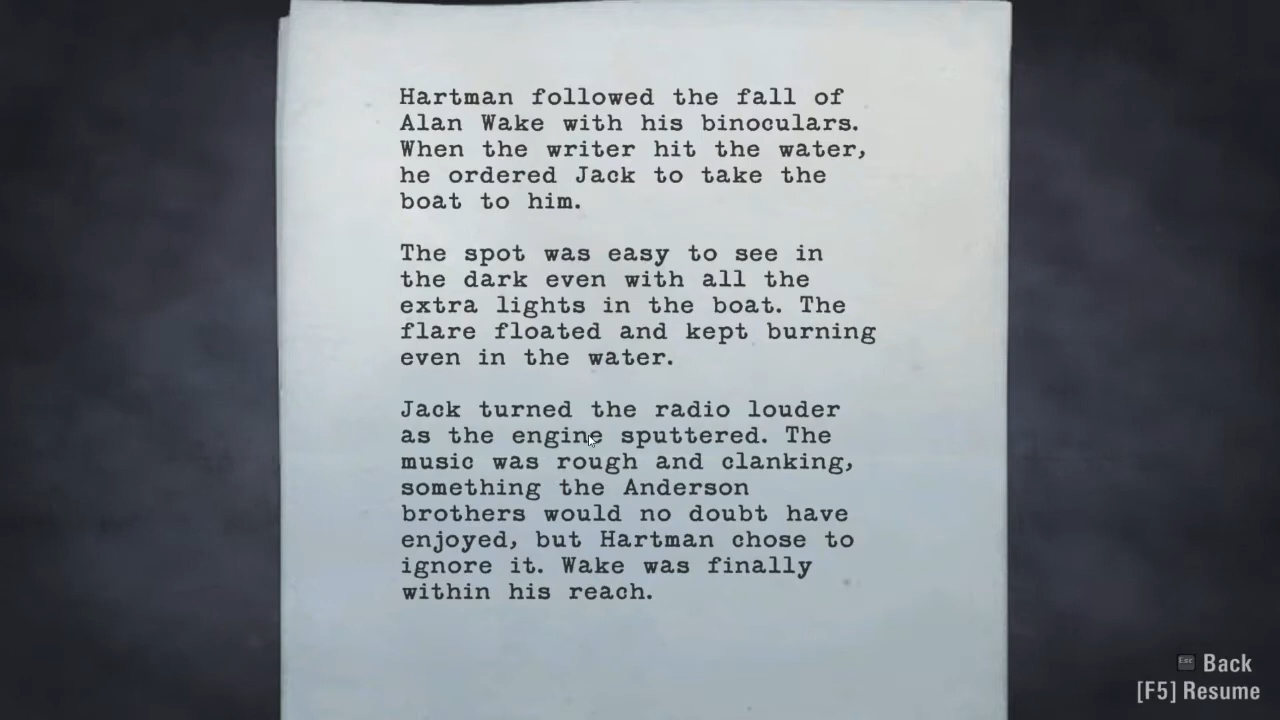 Hartman followed the fall of
Alan Wake with his binoculars.
When the writer hit the water,
he ordered Jack to take the
boat to him.
The spot was easy to see in
the dark even with all the
extra lights in the boat. The
flare floated and kept burning
even in the water.
Jack turned the radio louder
as the engine sputtered. The
music was rough and clanking,
something the Anderson
brothers would no doubt have
enjoyed, but Hartman chose to
ignore it. Wake was finally
within his reach.
Esc Back
[F5] Resume